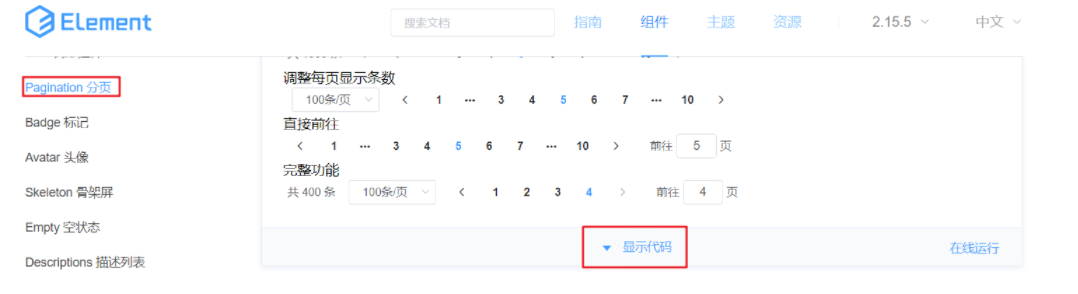 Element
搜索文档
指南 组件 主题 资源 2.15.5 中文
Pagination 分页
Badge 标记
Avatar 头像
Skeleton 骨架屏
Empty 空状态
Descriptions 描述列表
调整每页显示条数
100条/页 < 1 ••• 3 4 5 6 7 ••• 10 >
直接前往
< 1 ••• 3 4 5 6 7 ••• 10 > 前往 5 页
完整功能
共 400 条 100条/页 < 1 2 3 4 > 前往 4 页
显示代码
在线运行